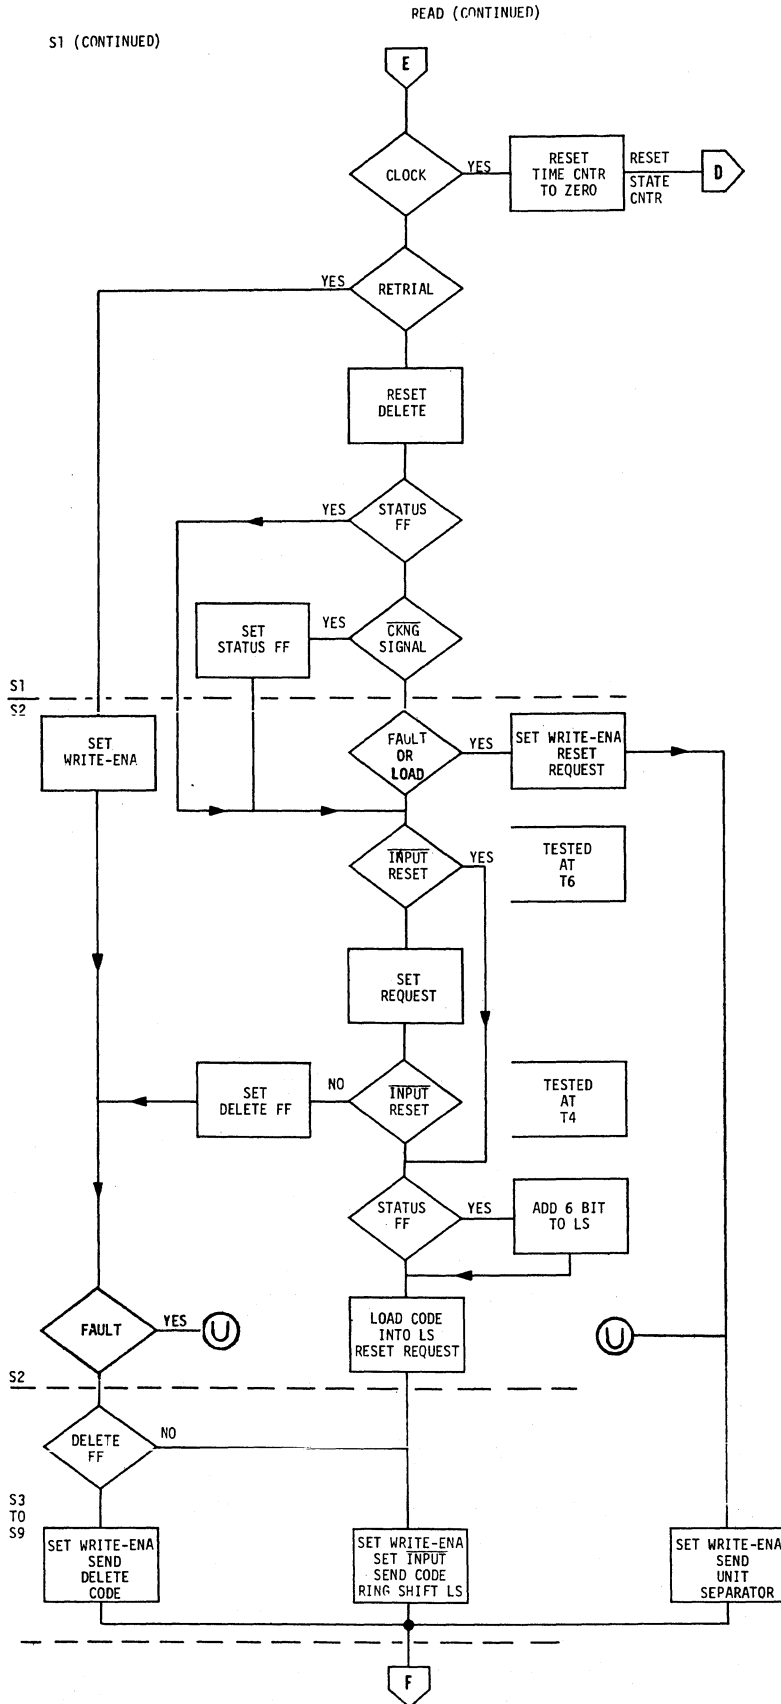 READ (CONTINUED)
S1 (CONTINUED)
E
CLOCK
YES
RESET
TIME CNTR
TO ZERO
RESET
STATE
CNTR
D
YES
RETRIAL
RESET
DELETE
YES
STATUS
FF
SET
STATUS FF
YES
CKNG
SIGNAL
S1
S2
SET
WRITE-ENA
FAULT
OR
LOAD
YES
SET WRITE-ENA
RESET
REQUEST
INPUT
RESET
YES
TESTED
AT
T6
SET
REQUEST
SET
DELETE FF
NO
INPUT
RESET
TESTED
AT
T4
STATUS
FF
YES
ADD 6 BIT
TO LS
FAULT
YES
U
LOAD CODE
INTO LS
RESET REQUEST
U
S2
DELETE
FF
NO
S3
TO
S9
SET WRITE-ENA
SEND
DELETE
CODE
SET WRITE-ENA
SET INPUT
SEND CODE
RING SHIFT LS
SET WRITE-ENA
SEND
UNIT
SEPARATOR
F